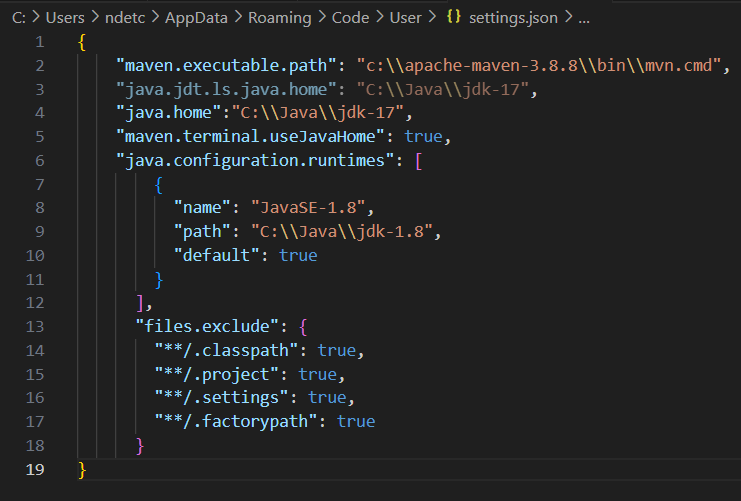 C: > Users > ndetc > AppData > Roaming > Code > User > {} settings.json > ...
1 {
2 "maven.executable.path": "c:\\apache-maven-3.8.8\\bin\\mvn.cmd",
3 "java.jdt.ls.java.home": "C:\\Java\\jdk-17",
4 "java.home":"C:\\Java\\jdk-17",
5 "maven.terminal.useJavaHome": true,
6 "java.configuration.runtimes": [
7 {
8 "name": "JavaSE-1.8",
9 "path": "C:\\Java\\jdk-1.8",
10 "default": true
11 }
12 ],
13 "files.exclude": {
14 "**/.classpath": true,
15 "**/.project": true,
16 "**/.settings": true,
17 "**/.factorypath": true
18 }
19 }